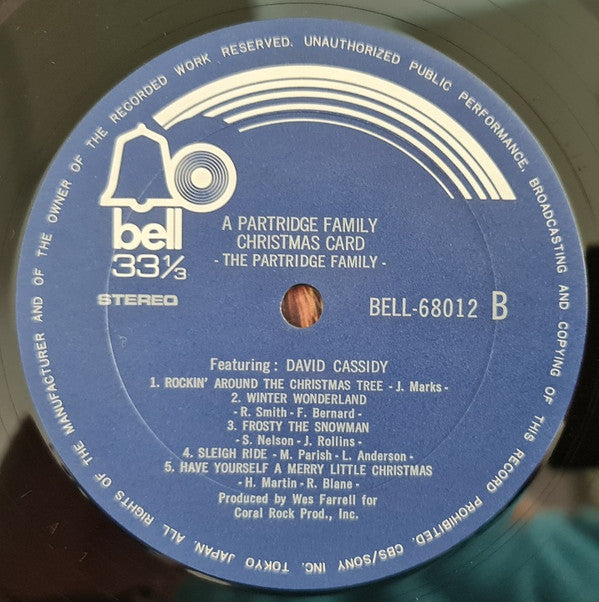 ALL RIGHTS OF THE MANUFACTURER AND OF THE OWNER OF THE RECORDED WORK RESERVED. UNAUTHORIZED PUBLIC PERFORMANCE, BROADCASTING AND COPYING OF THIS RECORD PROHIBITED. CBS/SONY INC. TOKYO JAPAN.
bell
33⅓
STEREO
A PARTRIDGE FAMILY
CHRISTMAS CARD
- THE PARTRIDGE FAMILY -
BELL-68012 B
Featuring : DAVID CASSIDY
1. ROCKIN' AROUND THE CHRISTMAS TREE - J. Marks -
2. WINTER WONDERLAND
- R. Smith - F. Bernard -
3. FROSTY THE SNOWMAN
- S. Nelson - J. Rollins -
4. SLEIGH RIDE - M. Parish - L. Anderson -
5. HAVE YOURSELF A MERRY LITTLE CHRISTMAS
- H. Martin - R. Blane -
Produced by Wes Farrell for
Coral Rock Prod., Inc.